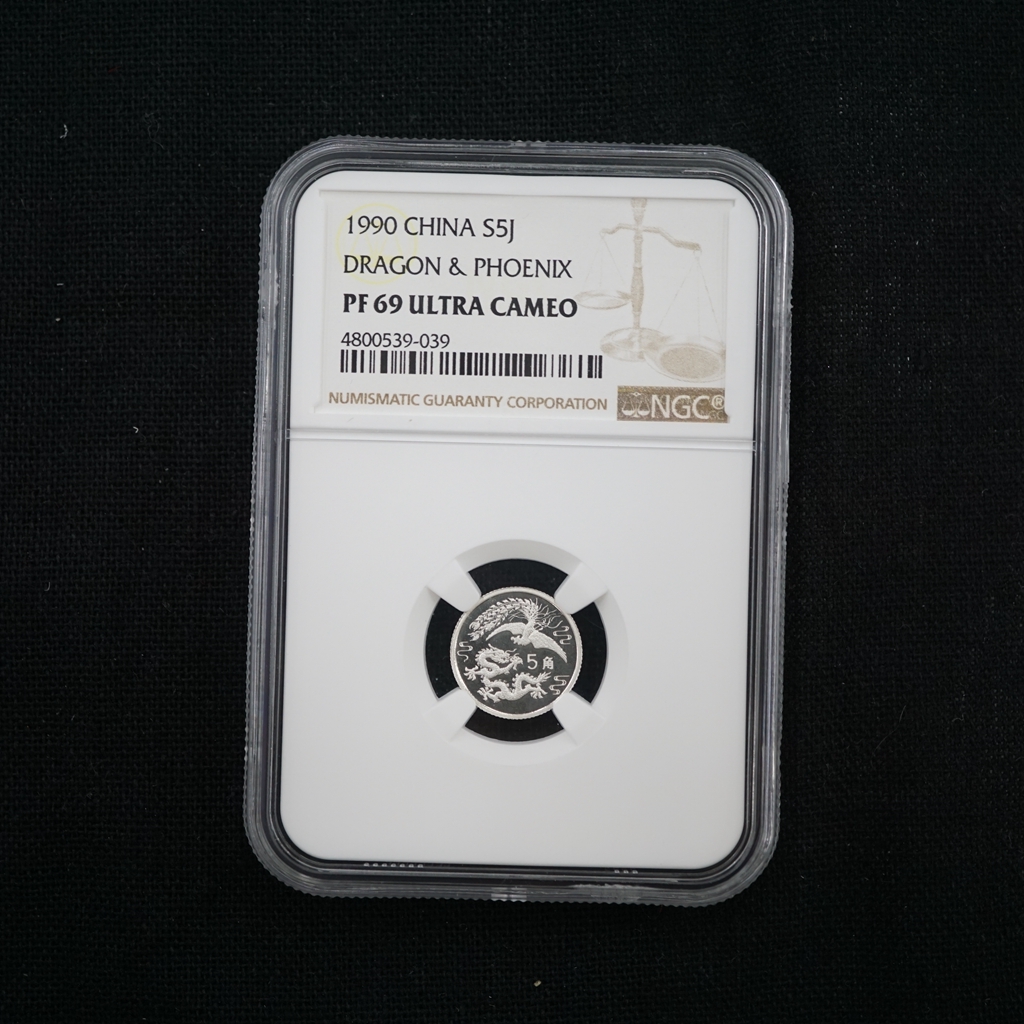 1990 CHINA S5J
DRAGON & PHOENIX
PF 69 ULTRA CAMEO
4800539-039
NUMISMATIC GUARANTY CORPORATION
NGC®
5角